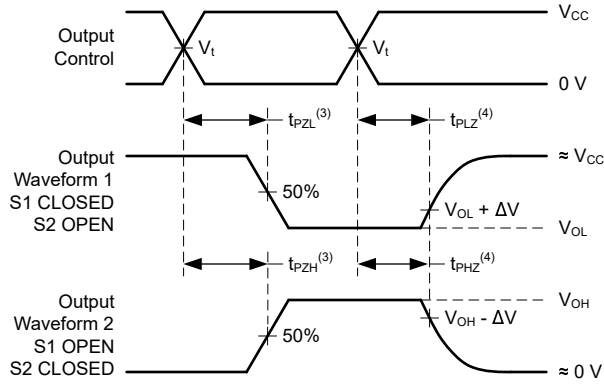 V_CC
Output
Control
V_t
V_t
0 V
t_PZL^(3)
t_PLZ^(4)
Output
Waveform 1
S1 CLOSED
S2 OPEN
≈ V_CC
50%
V_OL + ΔV
V_OL
t_PZH^(3)
t_PHZ^(4)
Output
Waveform 2
S1 OPEN
S2 CLOSED
V_OH
50%
V_OH - ΔV
≈ 0 V